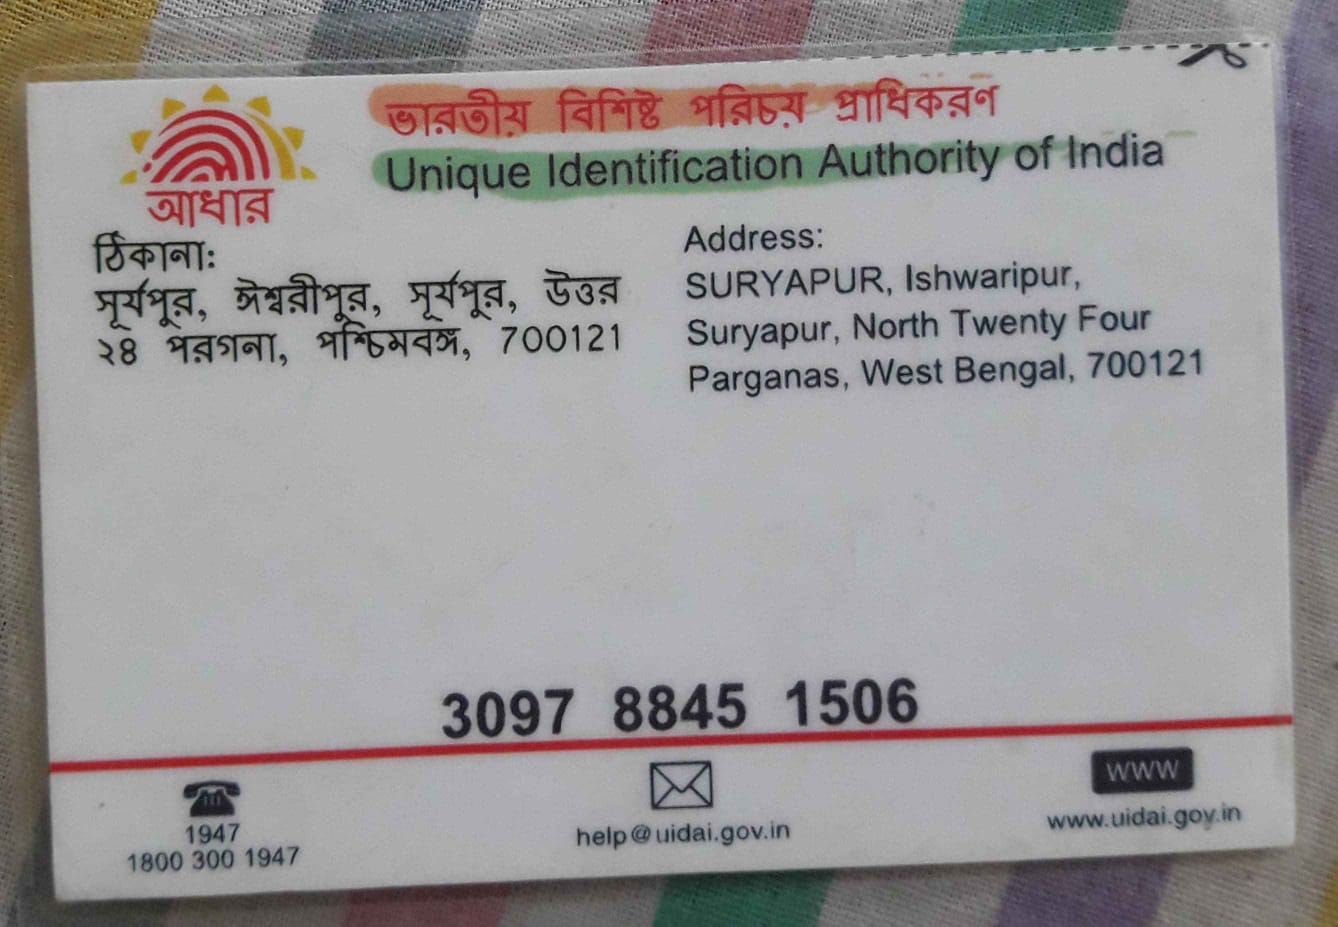 ভারতীয় বিশিষ্ট পরিচয় প্রাধিকরণ
Unique Identification Authority of India
আধার
ঠিকানা:
সূর্যপুর, ঈশ্বরীপুর, সূর্যপুর, উত্তর
২৪ পরগনা, পশ্চিমবঙ্গ, 700121
Address:
SURYAPUR, Ishwaripur,
Suryapur, North Twenty Four
Parganas, West Bengal, 700121
3097 8845 1506
1947
1800 300 1947
help@uidai.gov.in
WWW
www.uidai.gov.in